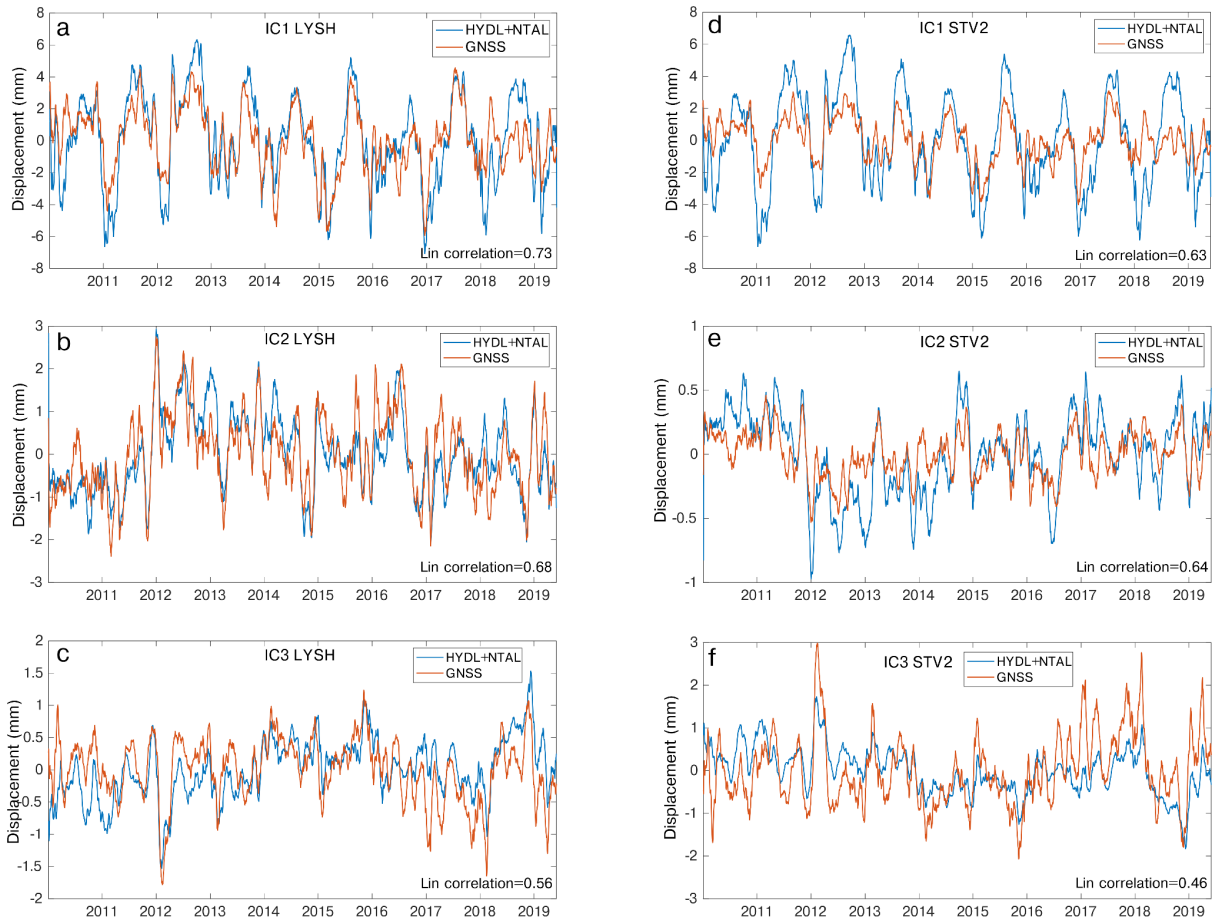 a
IC1 LYSH
HYDL+NTAL
GNSS
Displacement (mm)
8
6
4
2
0
-2
-4
-6
8
Lin correlation=0.73
2011 2012 2013 2014 2015 2016 2017 2018 2019
d
IC1 STV2
HYDL+NTAL
GNSS
Displacement (mm)
8
6
4
2
0
-2
-4
-6
8
Lin correlation=0.63
2011 2012 2013 2014 2015 2016 2017 2018 2019
b
IC2 LYSH
HYDL+NTAL
GNSS
Displacement (mm)
3
2
1
0
-1
-2
-3
Lin correlation=0.68
2011 2012 2013 2014 2015 2016 2017 2018 2019
e
IC2 STV2
HYDL+NTAL
GNSS
Displacement (mm)
1
0.5
0
-0.5
-1
Lin correlation=0.64
2011 2012 2013 2014 2015 2016 2017 2018 2019
c
IC3 LYSH
HYDL+NTAL
GNSS
Displacement (mm)
2
1.5
1
0.5
0
-0.5
-1
-1.5
-2
Lin correlation=0.56
2011 2012 2013 2014 2015 2016 2017 2018 2019
f
IC3 STV2
HYDL+NTAL
GNSS
Displacement (mm)
3
2
1
0
-1
-2
-3
Lin correlation=0.46
2011 2012 2013 2014 2015 2016 2017 2018 2019